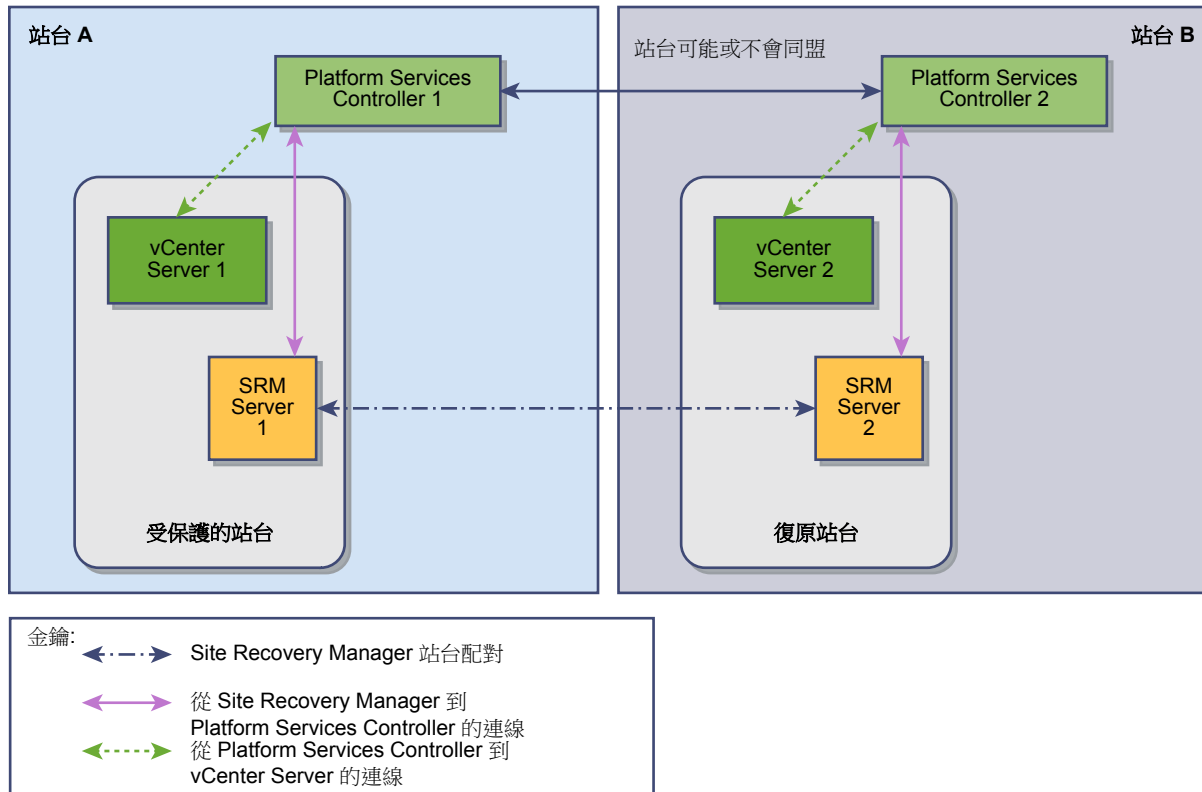 站台 A
站台 B
站台可能或不會同盟
Platform Services
Controller 1
Platform Services
Controller 2
vCenter
Server 1
vCenter
Server 2
SRM
Server
1
SRM
Server
2
受保護的站台
復原站台
金鑰:
Site Recovery Manager 站台配對
從 Site Recovery Manager 到
Platform Services Controller 的連線
從 Platform Services Controller 到
vCenter Server 的連線